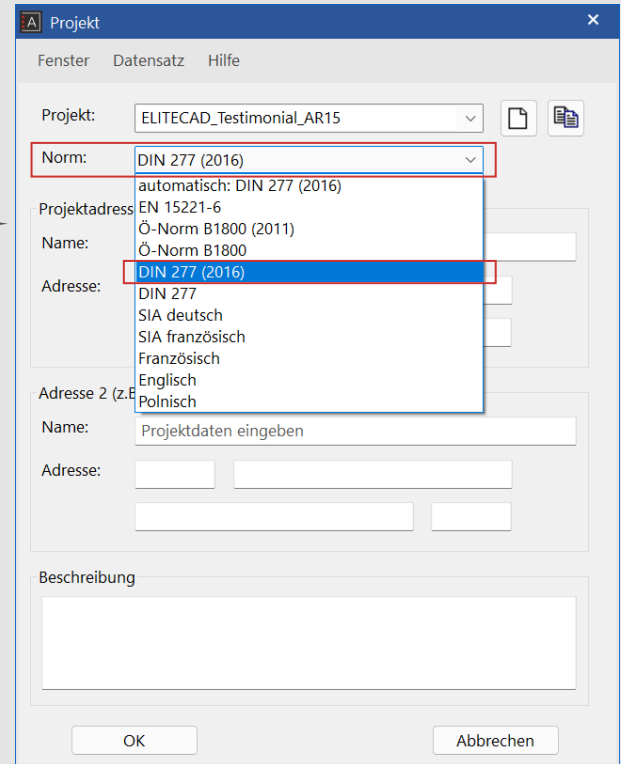 A Projekt
Fenster Datensatz Hilfe
Projekt: ELITECAD_Testimonial_AR15
Norm: DIN 277 (2016)
automatisch: DIN 277 (2016)
Projektadress
EN 15221-6
Ö-Norm B1800 (2011)
Name:
Ö-Norm B1800
DIN 277 (2016)
Adresse:
DIN 277
SIA deutsch
SIA französisch
Französisch
Englisch
Adresse 2 (z.B
Polnisch
Name: Projektdaten eingeben
Adresse:
Beschreibung
OK Abbrechen